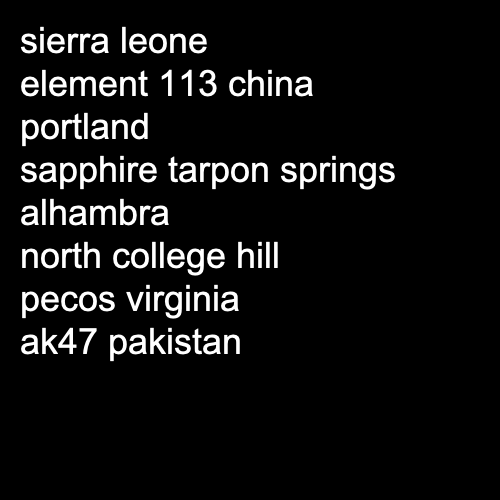 sierra leone
element 113 china
portland
sapphire tarpon springs
alhambra
north college hill
pecos virginia
ak47 pakistan